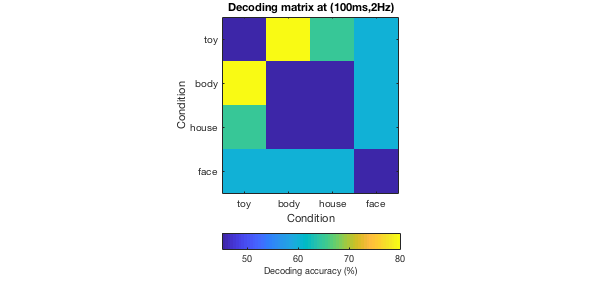 Decoding matrix at (100ms,2Hz)
toy
body
house
face
Condition
toy body house face
Condition
50 60 70 80
Decoding accuracy (%)